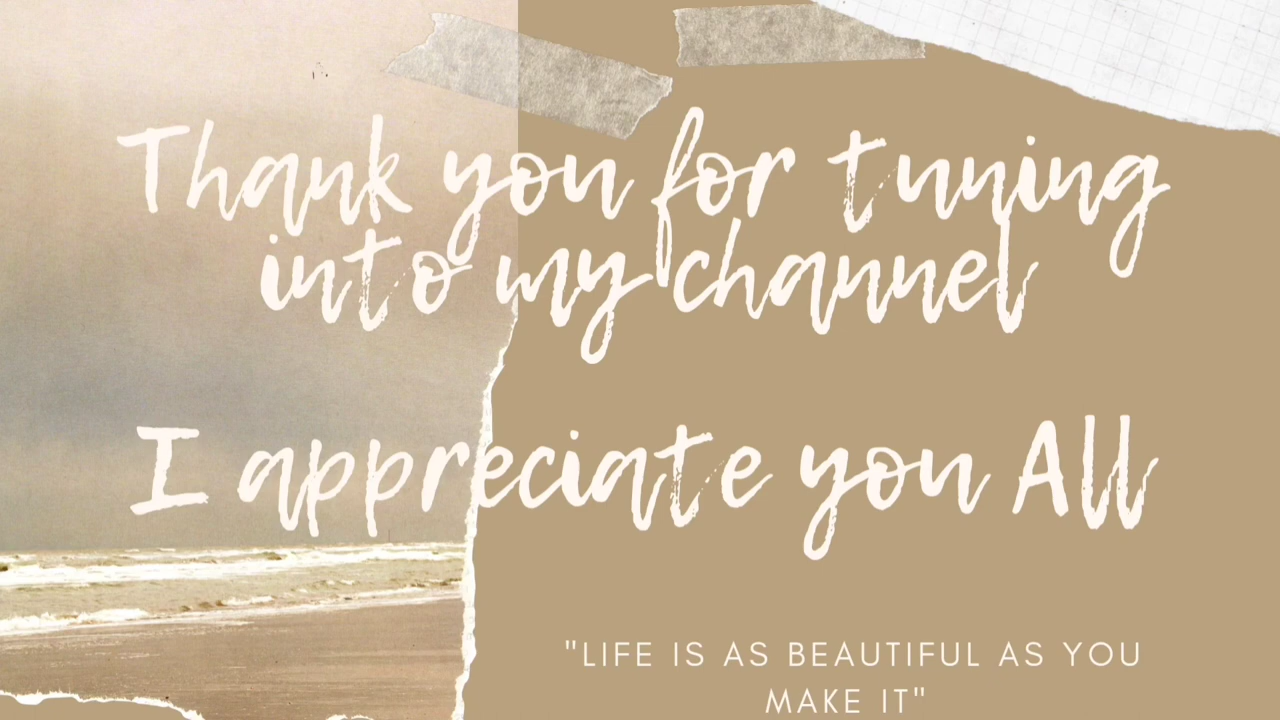 Thank you for tuning
into my channel
I appreciate you All
"LIFE IS AS BEAUTIFUL AS YOU
MAKE IT"